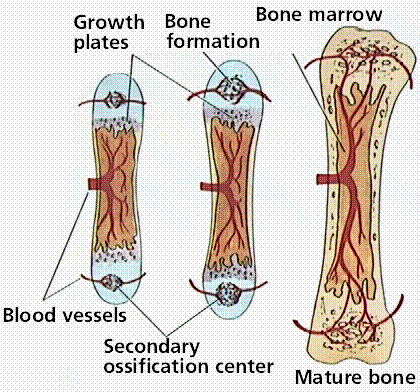 Growth
plates
Bone
formation
Bone marrow
Blood vessels
Secondary
ossification center
Mature bone